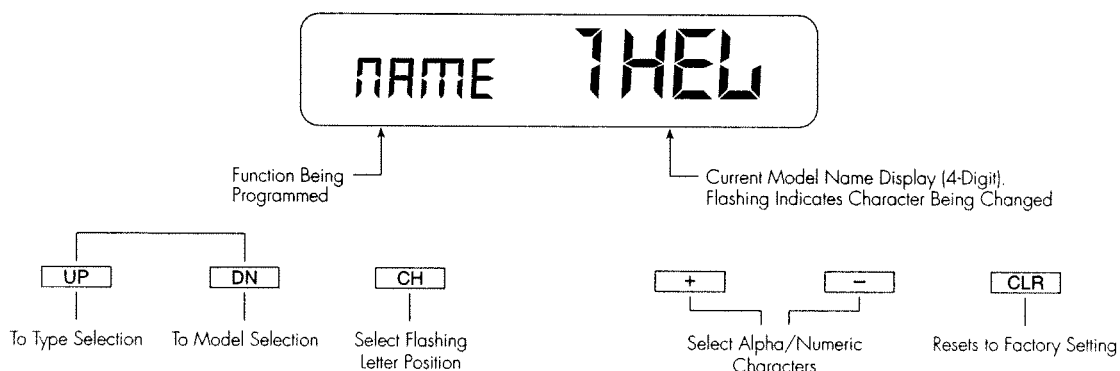 NAME 7HEL
Function Being
Programmed
Current Model Name Display (4-Digit).
Flashing Indicates Character Being Changed
UP DN CH + − CLR
To Type Selection To Model Selection Select Flashing
Letter Position
Select Alpha/Numeric
Characters
Resets to Factory Setting